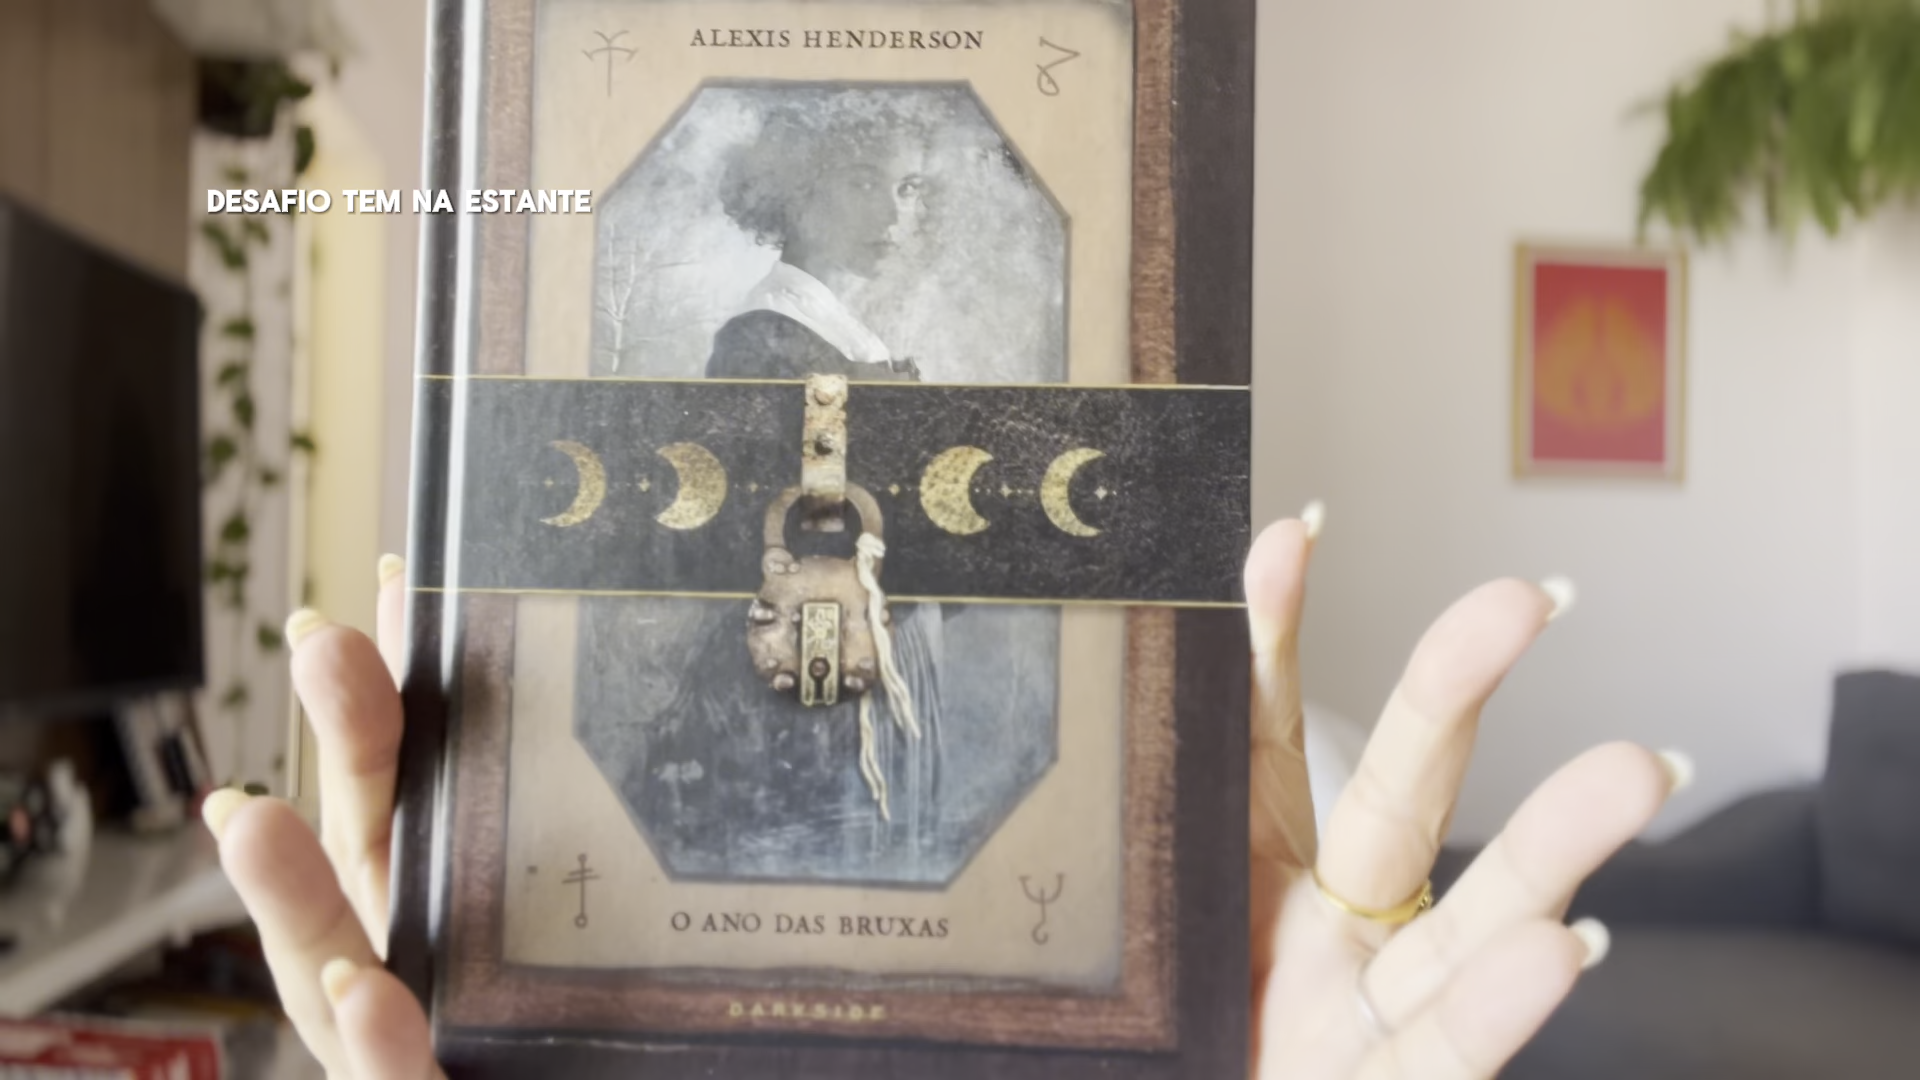 ALEXIS HENDERSON
DESAFIO TEM NA ESTANTE
O ANO DAS BRUXAS
DARKSIDE